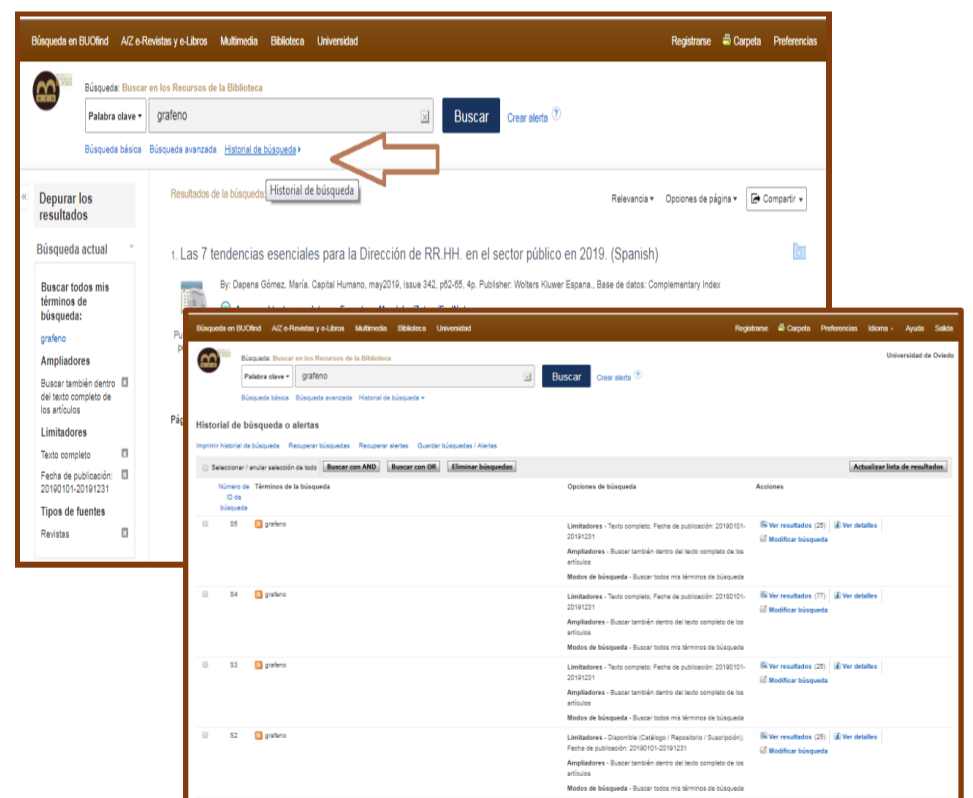 Búsqueda en BUOfind A/Z e-Revistas y e-Libros Multimedia Biblioteca Universidad Registrarse Carpeta Preferencias
Búsqueda: Buscar en los Recursos de la Biblioteca
Palabra clave grafeno Buscar Crear alerta ?
Búsqueda básica Búsqueda avanzada Historial de búsqueda
Historial de búsqueda
« Depurar los
resultados
Resultados de la búsqueda:
Relevancia Opciones de página Compartir
Búsqueda actual
1. Las 7 tendencias esenciales para la Dirección de RR.HH. en el sector público en 2019. (Spanish)
By: Dapena Gómez, María. Capital Humano, may2019, Issue 342, p62-65, 4p. Publisher: Wolters Kluwer Espana., Base de datos: Complementary Index
Buscar todos mis
términos de
búsqueda:
grafeno
Ampliadores
Buscar también dentro
del texto completo de
los artículos
Limitadores
Texto completo
Fecha de publicación:
20190101-20191231
Tipos de fuentes
Revistas
Pu
Pág
Búsqueda en BUOfind A/Z e-Revistas y e-Libros Multimedia Biblioteca Universidad Registrarse Carpeta Preferencias Idioma Ayuda Salida
Búsqueda: Buscar en los Recursos de la Biblioteca
Universidad de Oviedo
Palabra clave grafeno Buscar Crear alerta ?
Búsqueda básica Búsqueda avanzada Historial de búsqueda
Historial de búsqueda o alertas
Imprimir historial de búsqueda Recuperar búsquedas Recuperar alertas Guardar búsquedas / Alertas
Seleccionar / anular selección de todo Buscar con AND Buscar con OR Eliminar búsquedas Actualizar lista de resultados
Número de
ID de
búsqueda
Términos de la búsqueda
Opciones de búsqueda
Acciones
grafeno
Limitadores - Texto completo; Fecha de publicación: 20190101-
20191231
Ampliadores - Buscar también dentro del texto completo de los
artículos
Modos de búsqueda - Buscar todos mis términos de búsqueda
Ver resultados (25) Ver detalles
Modificar búsqueda
S4 grafeno
Limitadores - Texto completo; Fecha de publicación: 20180101-
20191231
Ampliadores - Buscar también dentro del texto completo de los
artículos
Modos de búsqueda - Buscar todos mis términos de búsqueda
Ver resultados (77) Ver detalles
Modificar búsqueda
S3 grafeno
Limitadores - Texto completo; Fecha de publicación: 20190101-
20191231
Ampliadores - Buscar también dentro del texto completo de los
artículos
Modos de búsqueda - Buscar todos mis términos de búsqueda
Ver resultados (25) Ver detalles
Modificar búsqueda
S2 grafeno
Limitadores - Disponible (Catálogo / Repositorio / Suscripción);
Fecha de publicación: 20190101-20191231
Ampliadores - Buscar también dentro del texto completo de los
artículos
Modos de búsqueda - Buscar todos mis términos de búsqueda
Ver resultados (25) Ver detalles
Modificar búsqueda